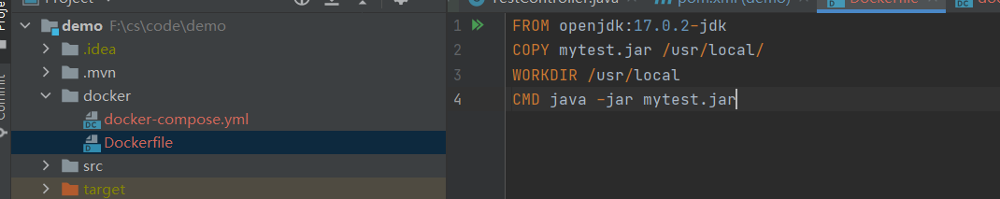 Project
TestController.java
pom.xml (demo)
Dockerfile
demo F:\cs\code\demo
.idea
.mvn
docker
docker-compose.yml
Dockerfile
src
target
Commit
1 FROM openjdk:17.0.2-jdk
2 COPY mytest.jar /usr/local/
3 WORKDIR /usr/local
4 CMD java -jar mytest.jar